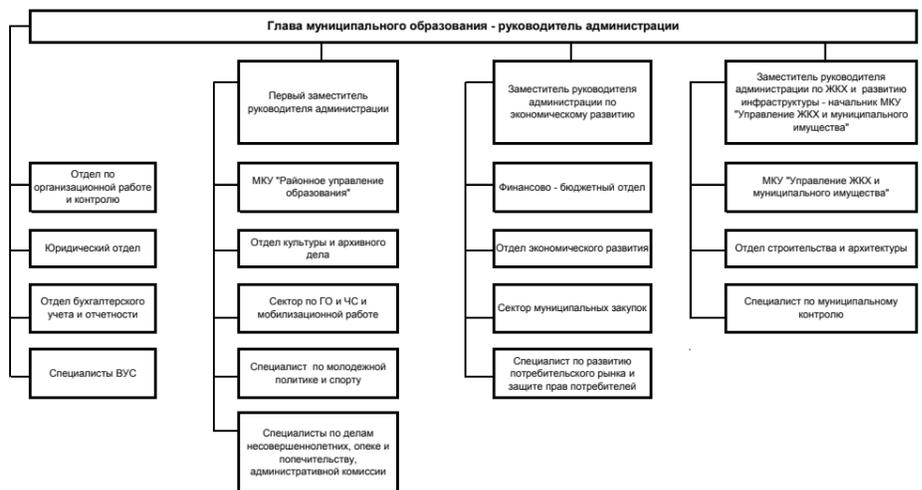 Глава муниципального образования - руководитель администрации
Первый заместитель
руководителя администрации
Заместитель руководителя
администрации по
экономическому развитию
Заместитель руководителя
администрации по ЖКХ и развитию
инфраструктуры - начальник МКУ
"Управление ЖКХ и муниципального
имущества"
Отдел по
организационной работе
и контролю
МКУ "Районное управление
образования"
Финансово - бюджетный отдел
МКУ "Управление ЖКХ и
муниципального имущества"
Юридический отдел
Отдел культуры и архивного
дела
Отдел экономического развития
Отдел строительства и архитектуры
Отдел бухгалтерского
учета и отчетности
Сектор по ГО и ЧС и
мобилизационной работе
Сектор муниципальных закупок
Специалист по муниципальному
контролю
Специалисты ВУС
Специалист по молодежной
политике и спорту
Специалист по развитию
потребительского рынка и
защите прав потребителей
Специалисты по делам
несовершеннолетних, опеке и
попечительству,
административной комиссии